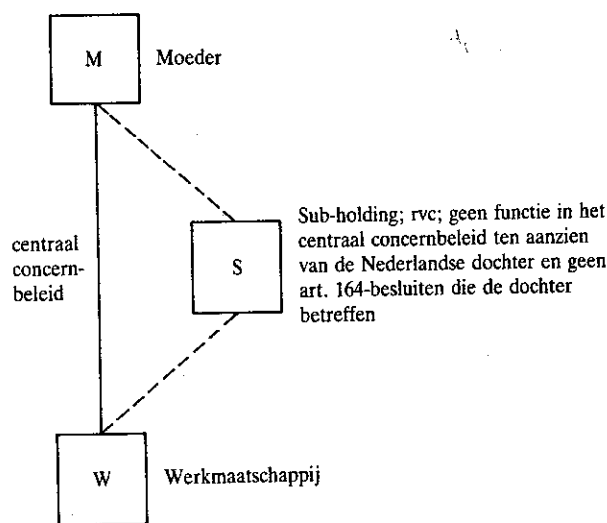 M Moeder
centraal
concern-
beleid
S
Sub-holding; rvc; geen functie in het
centraal concernbeleid ten aanzien
van de Nederlandse dochter en geen
art. 164-besluiten die de dochter
betreffen
W Werkmaatschappij